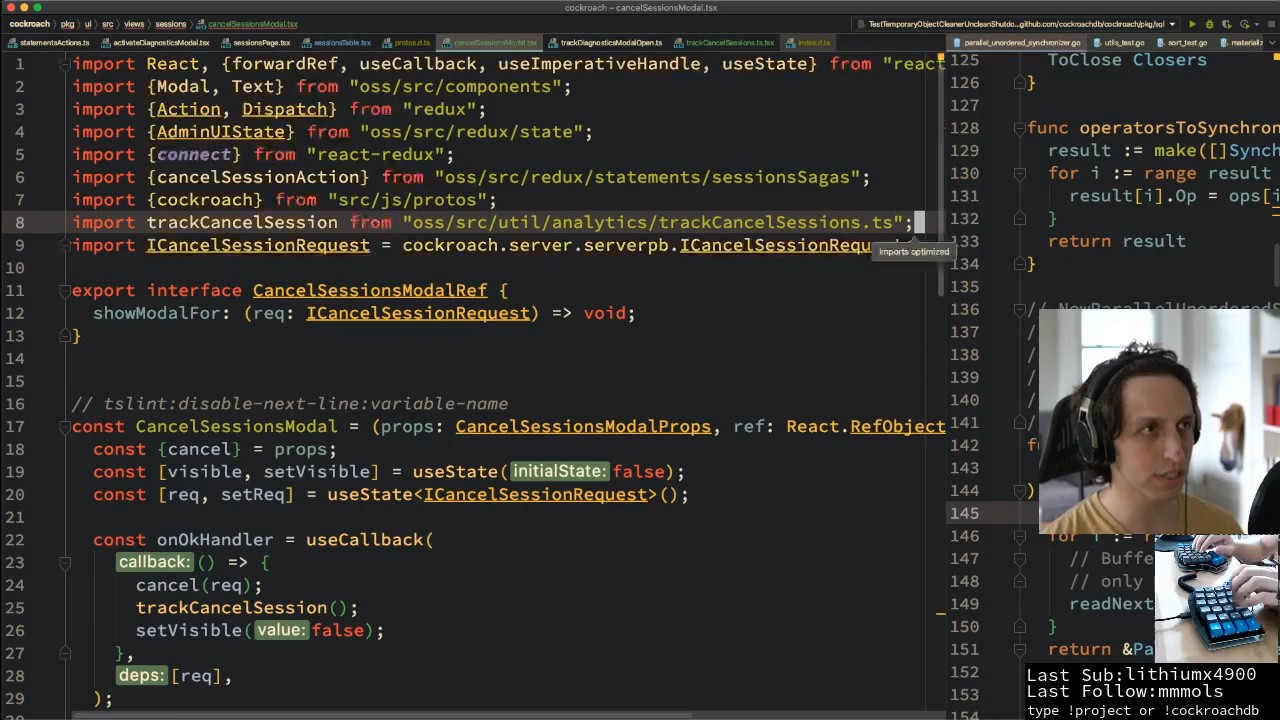 cockroach – cancelSessionsModal.tsx
cockroach pkg ui src views sessions cancelSessionsModal.tsx
TestTemporaryObjectCleanerUncleanShutdo...github.com/cockroachdb/cockroach/pkg/sql
statementActions.ts activateDiagnosticsModal.tsx sessionsPage.tsx sessionsTable.tsx protos.d.ts cancelSessionsModal.tsx trackDiagnosticsModalOpen.ts trackCancelSessions.ts.tsx index.d.ts
parallel_unordered_synchronizer.go utils_test.go sort_test.go materializ
1 import React, {forwardRef, useCallback, useImperativeHandle, useState} from "react
2 import {Modal, Text} from "oss/src/components";
3 import {Action, Dispatch} from "redux";
4 import {AdminUIState} from "oss/src/redux/state";
5 import {connect} from "react-redux";
6 import {cancelSessionAction} from "oss/src/redux/statements/sessionsSagas";
7 import {cockroach} from "src/js/protos";
8 import trackCancelSession from "oss/src/util/analytics/trackCancelSessions.ts";
9 import ICancelSessionRequest = cockroach.server.serverpb.ICancelSessionRequ
Imports optimized
10
11 export interface CancelSessionsModalRef {
12 showModalFor: (req: ICancelSessionRequest) => void;
13 }
14
15
16 // tslint:disable-next-line:variable-name
17 const CancelSessionsModal = (props: CancelSessionsModalProps, ref: React.RefObject
18 const {cancel} = props;
19 const [visible, setVisible] = useState( initialState: false);
20 const [req, setReq] = useState<ICancelSessionRequest>();
21
22 const onOkHandler = useCallback(
23 callback: () => {
24 cancel(req);
25 trackCancelSession();
26 setVisible( value: false);
27 },
28 deps: [req],
29 );
125 ToClose Closers
126 }
127
128 func operatorsToSynchron
129 result := make([]Synch
130 for i := range result
131 result[i].Op = ops[i
132 }
133 return result
134 }
135
136 // NewParallelUnorderedS
137 /
138 /
139 /
140 /
141 /
142 fu
143
144 )
145
146 for i :=
147 // Buffe
148 // only
149 readNext
150 }
151 return &Pa
152 }
153
154
Last Sub:lithiumx4900
Last Follow:mmmols
type !project or !cockroachdb